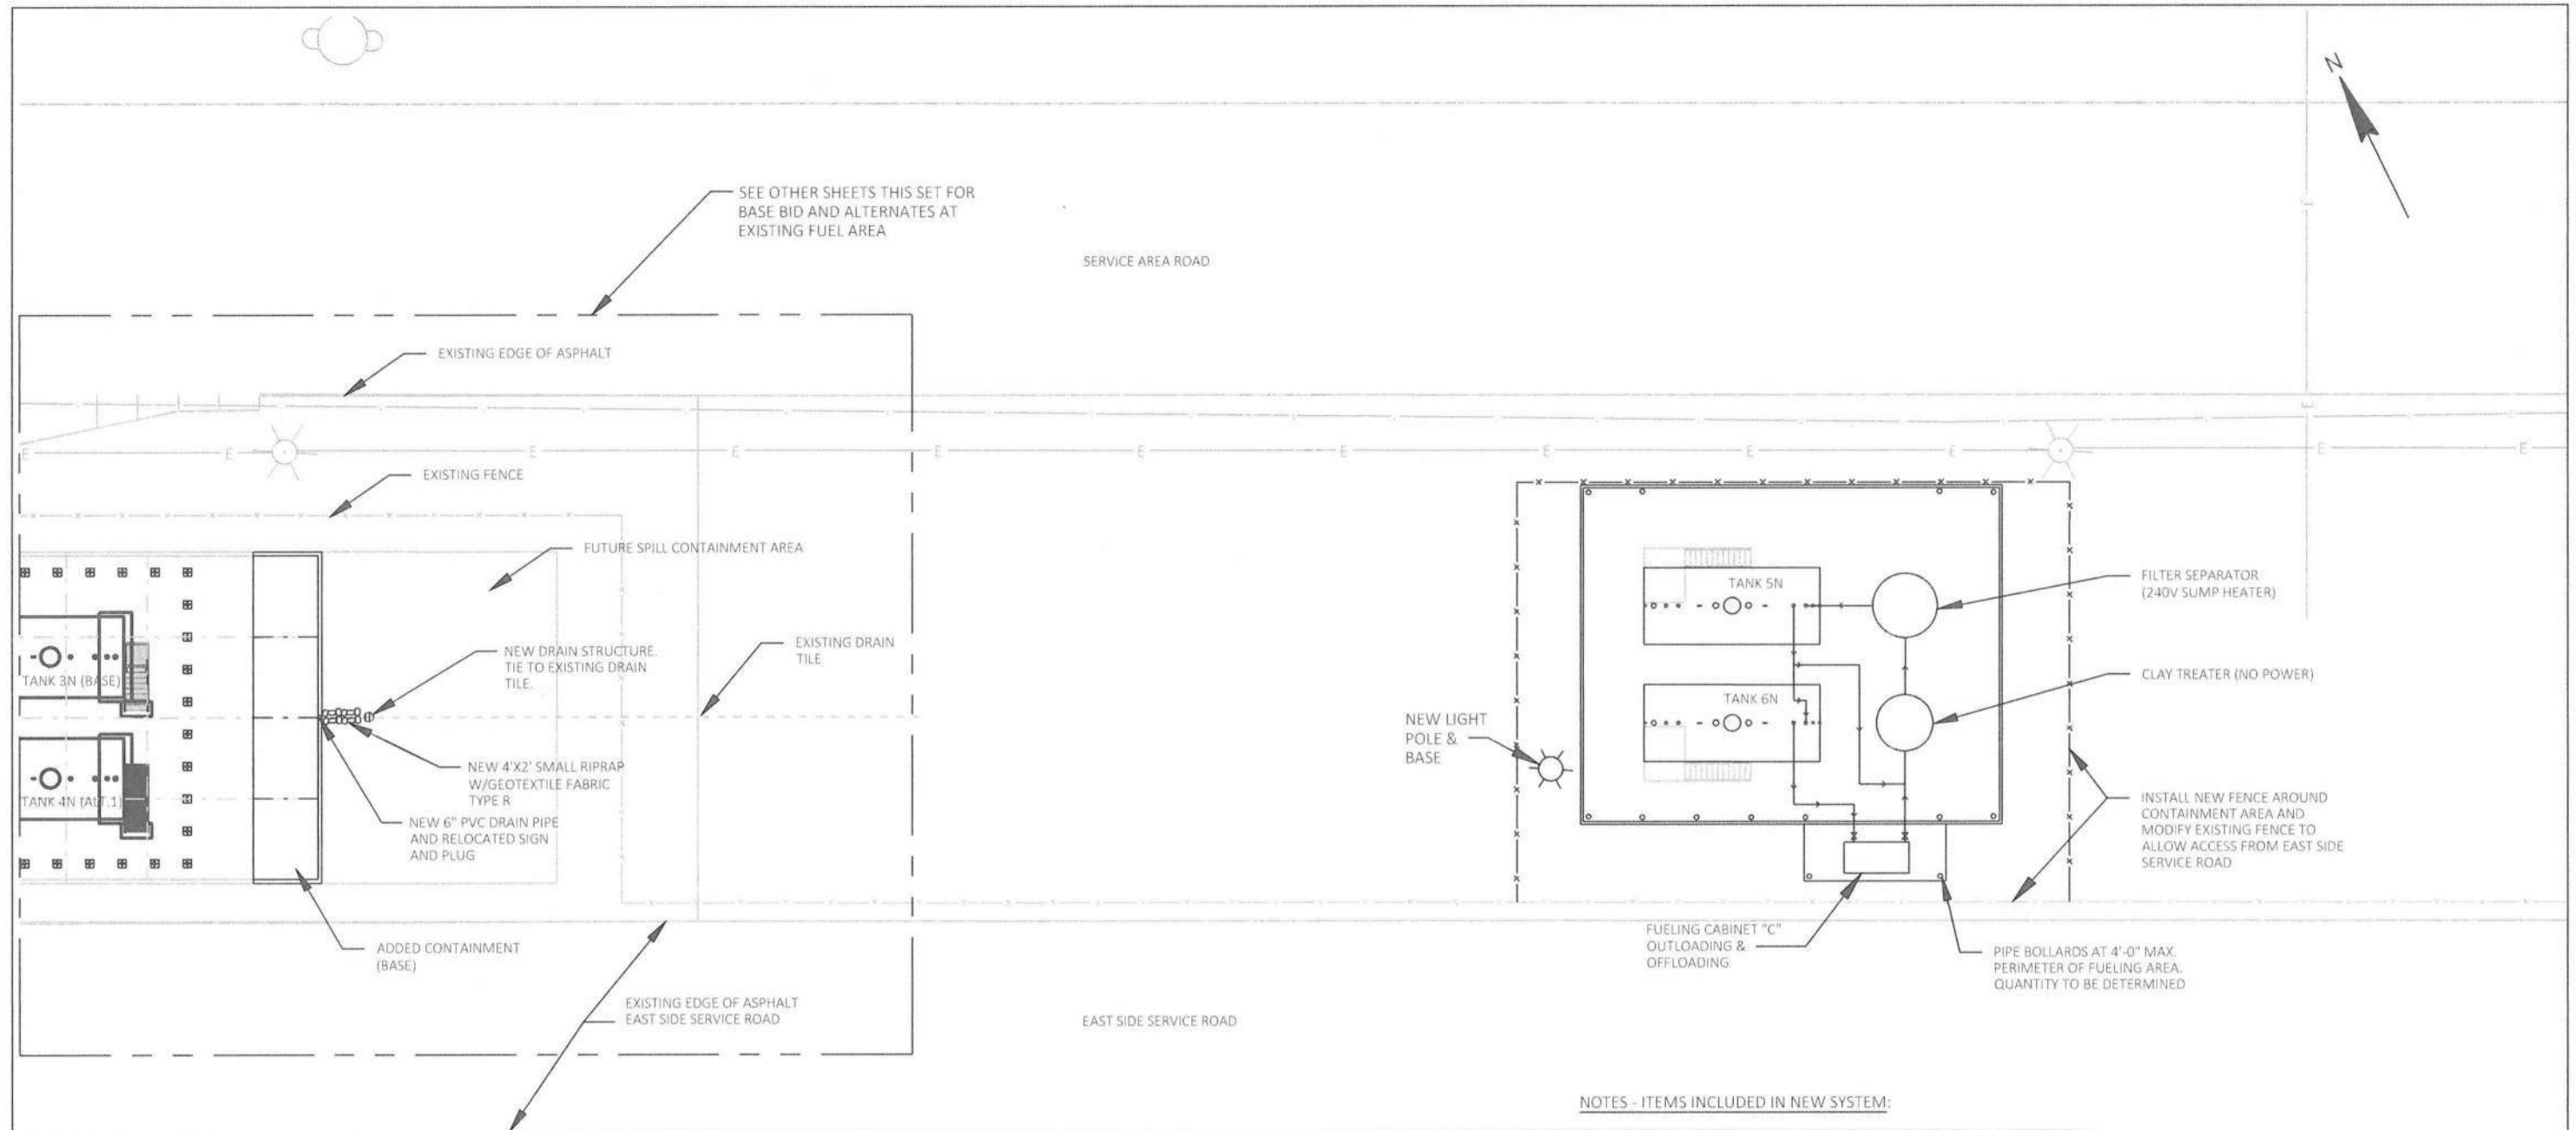 N
SEE OTHER SHEETS THIS SET FOR
BASE BID AND ALTERNATES AT
EXISTING FUEL AREA
SERVICE AREA ROAD
EXISTING EDGE OF ASPHALT
E
E
E
E
E
E
E
E
E
E
E
E
EXISTING FENCE
FUTURE SPILL CONTAINMENT AREA
TANK 5N
FILTER SEPARATOR
(240V SUMP HEATER)
NEW DRAIN STRUCTURE.
TIE TO EXISTING DRAIN
TILE.
EXISTING DRAIN
TILE
TANK 3N (BASE)
CLAY TREATER (NO POWER)
TANK 6N
NEW LIGHT
POLE &
BASE
NEW 4'X2' SMALL RIPRAP
W/GEOTEXTILE FABRIC
TYPE R
TANK 4N (ALT.1)
NEW 6" PVC DRAIN PIPE
AND RELOCATED SIGN
AND PLUG
INSTALL NEW FENCE AROUND
CONTAINMENT AREA AND
MODIFY EXISTING FENCE TO
ALLOW ACCESS FROM EAST SIDE
SERVICE ROAD
ADDED CONTAINMENT
(BASE)
FUELING CABINET "C"
OUTLOADING &
OFFLOADING
PIPE BOLLARDS AT 4'-0" MAX.
PERIMETER OF FUELING AREA.
QUANTITY TO BE DETERMINED
EXISTING EDGE OF ASPHALT
EAST SIDE SERVICE ROAD
EAST SIDE SERVICE ROAD
NOTES - ITEMS INCLUDED IN NEW SYSTEM: